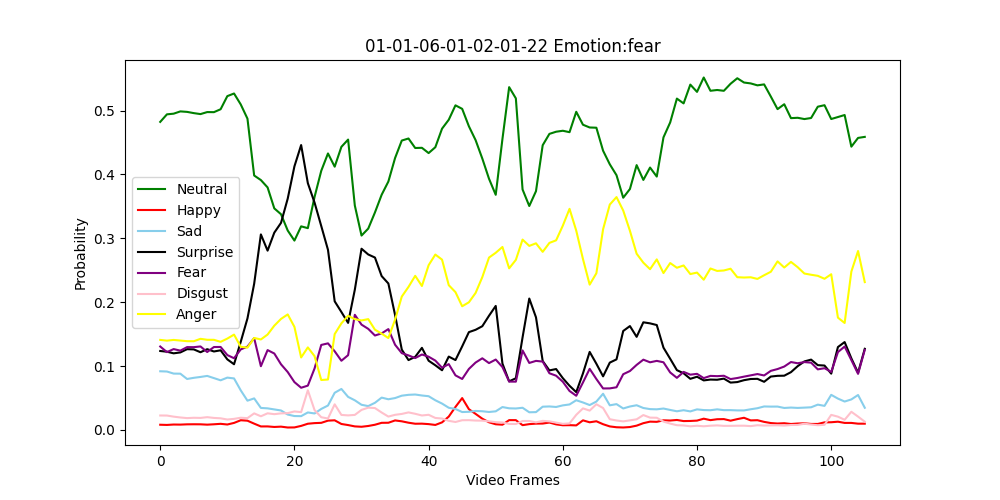 01-01-06-01-02-01-22 Emotion:fear
Probability
0.5
0.4
0.3
0.2
0.1
0.0
Neutral
Happy
Sad
Surprise
Fear
Disgust
Anger
0 20 40 60 80 100
Video Frames